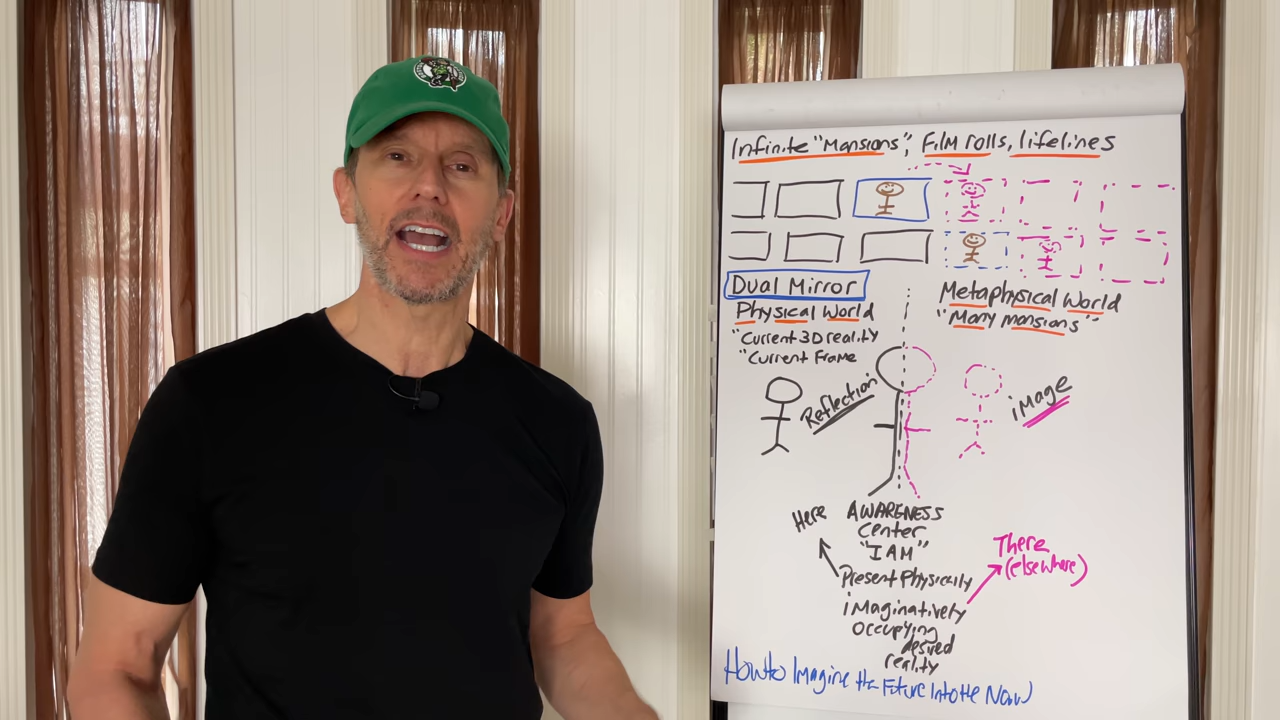 Infinite "Mansions", Film rolls, lifelines
Dual Mirror
Physical World
"Current 3D reality
"Current Frame
Metaphysical World
"Many mansions"
Reflection
iMage
Here
AWARENESS
Center
"I AM"
There
(elsewhere)
Present Physically
iMaginatively
occupying
desired
reality
How to Imagine the Future Into the Now